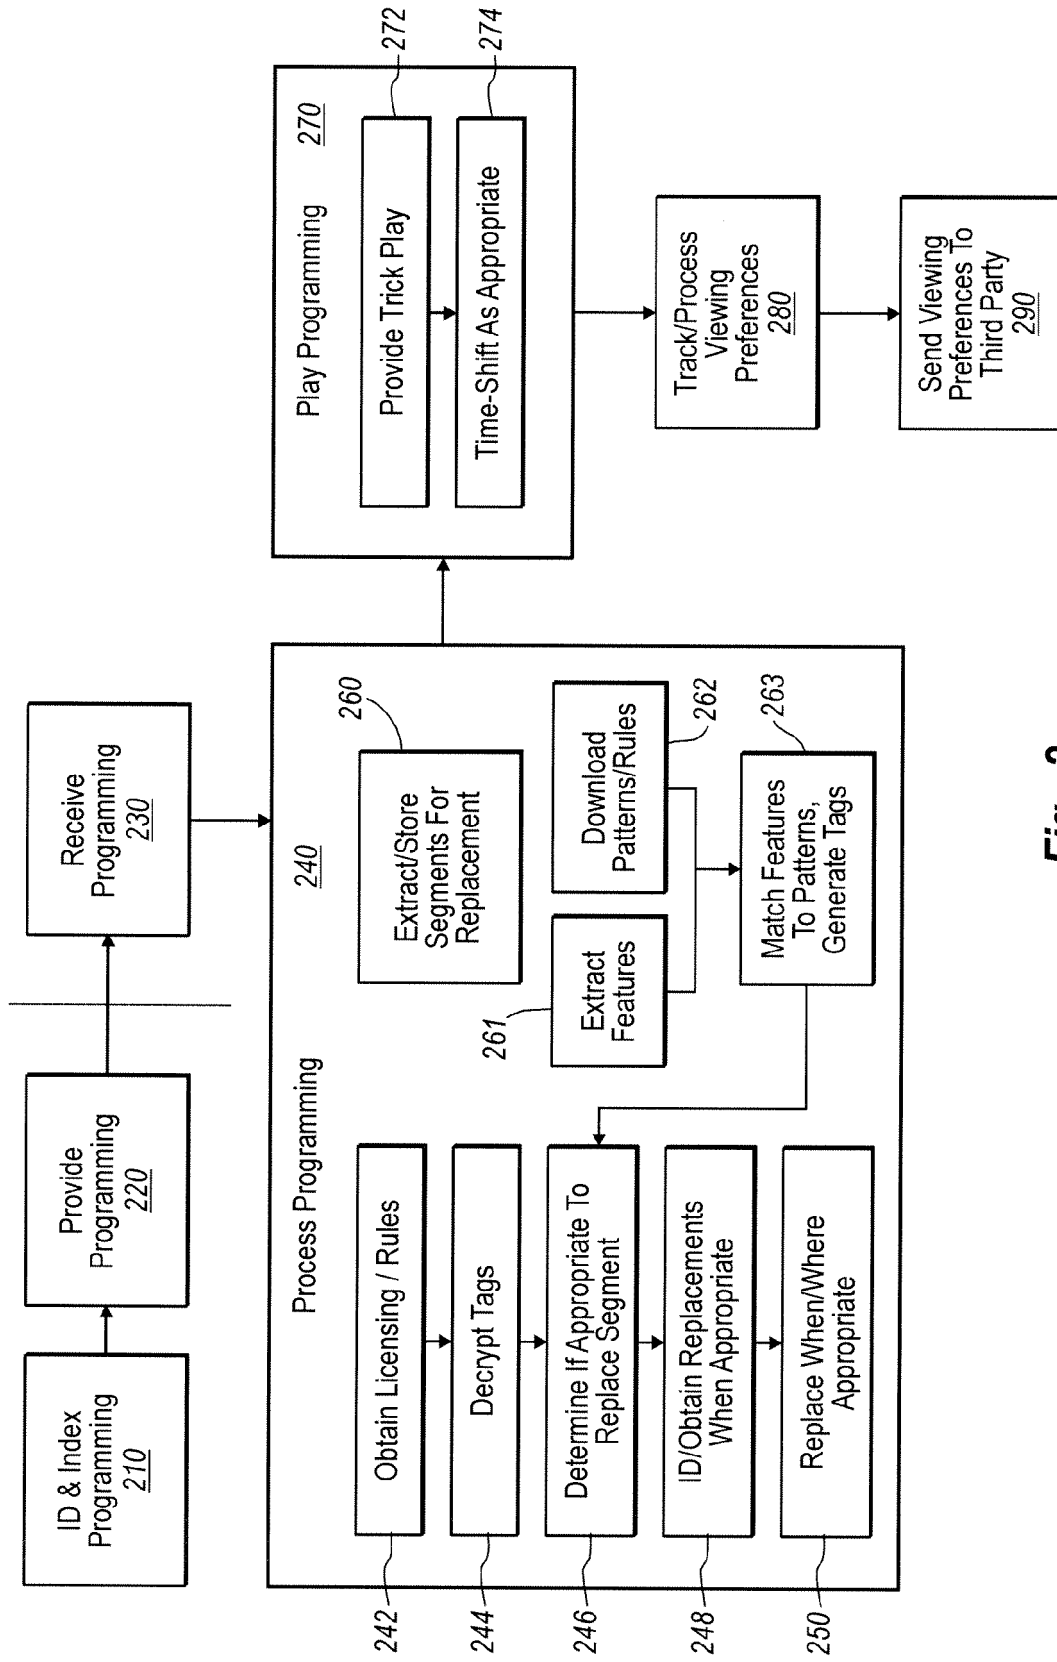 ID & Index
Programming
210
Provide
Programming
220
Receive
Programming
230
Process Programming
240
242
Obtain Licensing / Rules
244
Decrypt Tags
246
Determine If Appropriate To
Replace Segment
248
ID/Obtain Replacements
When Appropriate
250
Replace When/Where
Appropriate
260
Extract/Store
Segments For
Replacement
261
Extract
Features
262
Download
Patterns/Rules
263
Match Features
To Patterns,
Generate Tags
Play Programming
270
272
Provide Trick Play
274
Time-Shift As Appropriate
Track/Process
Viewing
Preferences
280
Send Viewing
Preferences To
Third Party
290